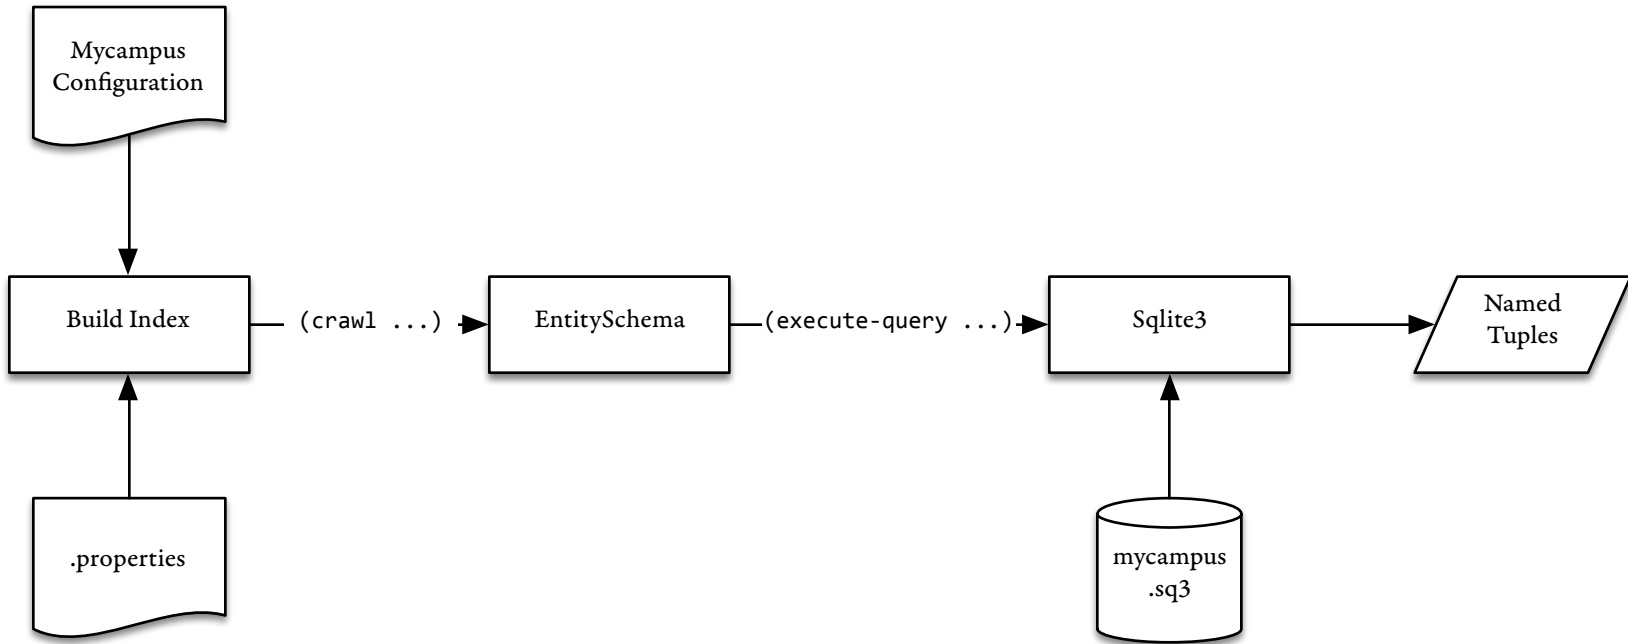 Mycampus
Configuration
Build Index
(crawl ...)
EntitySchema
(execute-query ...)
Sqlite3
Named
Tuples
.properties
mycampus
.sq3